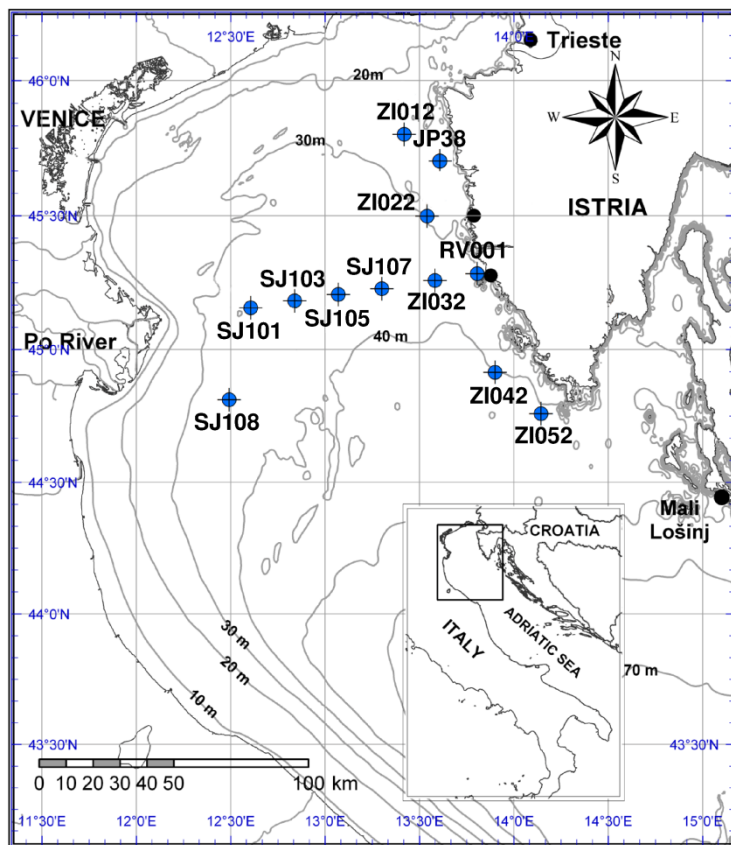 12°30'E
14°0'E
Trieste
46°0'N
20m
N
VENICE
ZI012
W
E
JP38
30m
S
45°30'N
ZI022
ISTRIA
RV001
SJ107
SJ103
ZI032
SJ105
SJ101
Po River
45°0'N
40 m
SJ108
ZI042
ZI052
44°30'N
44°30'N
Mali
Lošinj
CROATIA
44°0'N
ADRIATIC SEA
ITALY
30 m
20 m
70 m
10 m
43°30'N
43°30'N
0 10 20 30 40 50 100 km
11°30'E 12°0'E 12°30'E 13°0'E 13°30'E 14°0'E 14°30'E 15°0'E